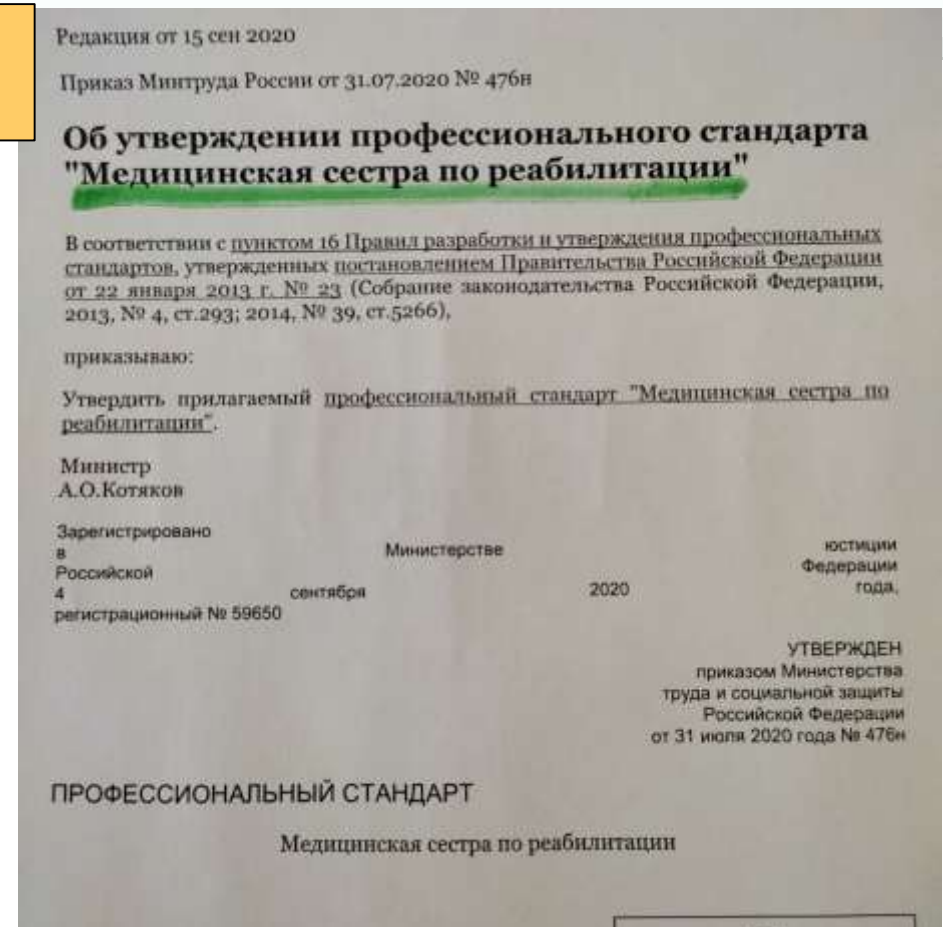 Редакция от 15 сен 2020
Приказ Минтруда России от 31.07.2020 № 476н
Об утверждении профессионального стандарта
"Медицинская сестра по реабилитации"
В соответствии с пунктом 16 Правил разработки и утверждения профессиональных
стандартов, утвержденных постановлением Правительства Российской Федерации
от 22 января 2013 г. № 23 (Собрание законодательства Российской Федерации,
2013, № 4, ст.293; 2014, № 39, ст.5266),
приказываю:
Утвердить прилагаемый профессиональный стандарт "Медицинская сестра по
реабилитации".
Министр
А.О.Котяков
Зарегистрировано
в Министерстве юстиции
Российской Федерации
4 сентября 2020 года,
регистрационный № 59650
УТВЕРЖДЕН
приказом Министерства
труда и социальной защиты
Российской Федерации
от 31 июля 2020 года № 476н
ПРОФЕССИОНАЛЬНЫЙ СТАНДАРТ
Медицинская сестра по реабилитации